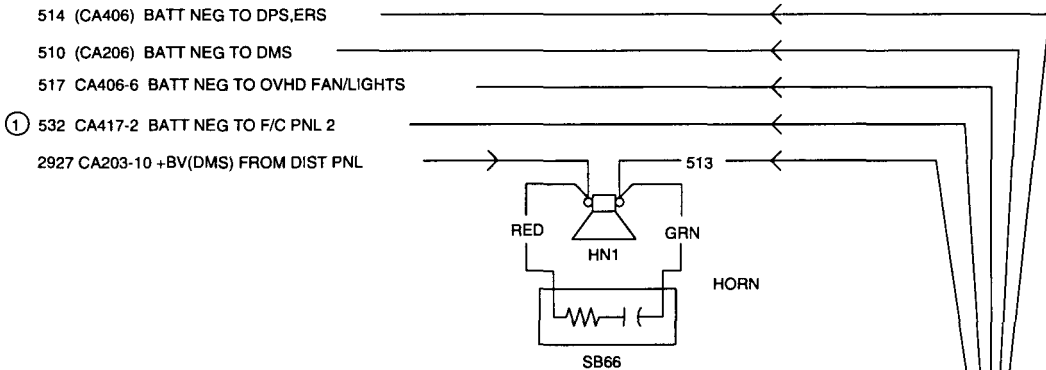 514 (CA406) BATT NEG TO DPS,ERS
510 (CA206) BATT NEG TO DMS
517 CA406-6 BATT NEG TO OVHD FAN/LIGHTS
1 532 CA417-2 BATT NEG TO F/C PNL 2
2927 CA203-10 +BV(DMS) FROM DIST PNL
513
RED
GRN
HN1
HORN
SB66